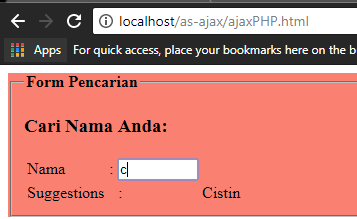 localhost/as-ajax/ajaxPHP.html
Apps For quick access, place your bookmarks here on the b
Form Pencarian
Cari Nama Anda:
Nama : c
Suggestions : Cistin